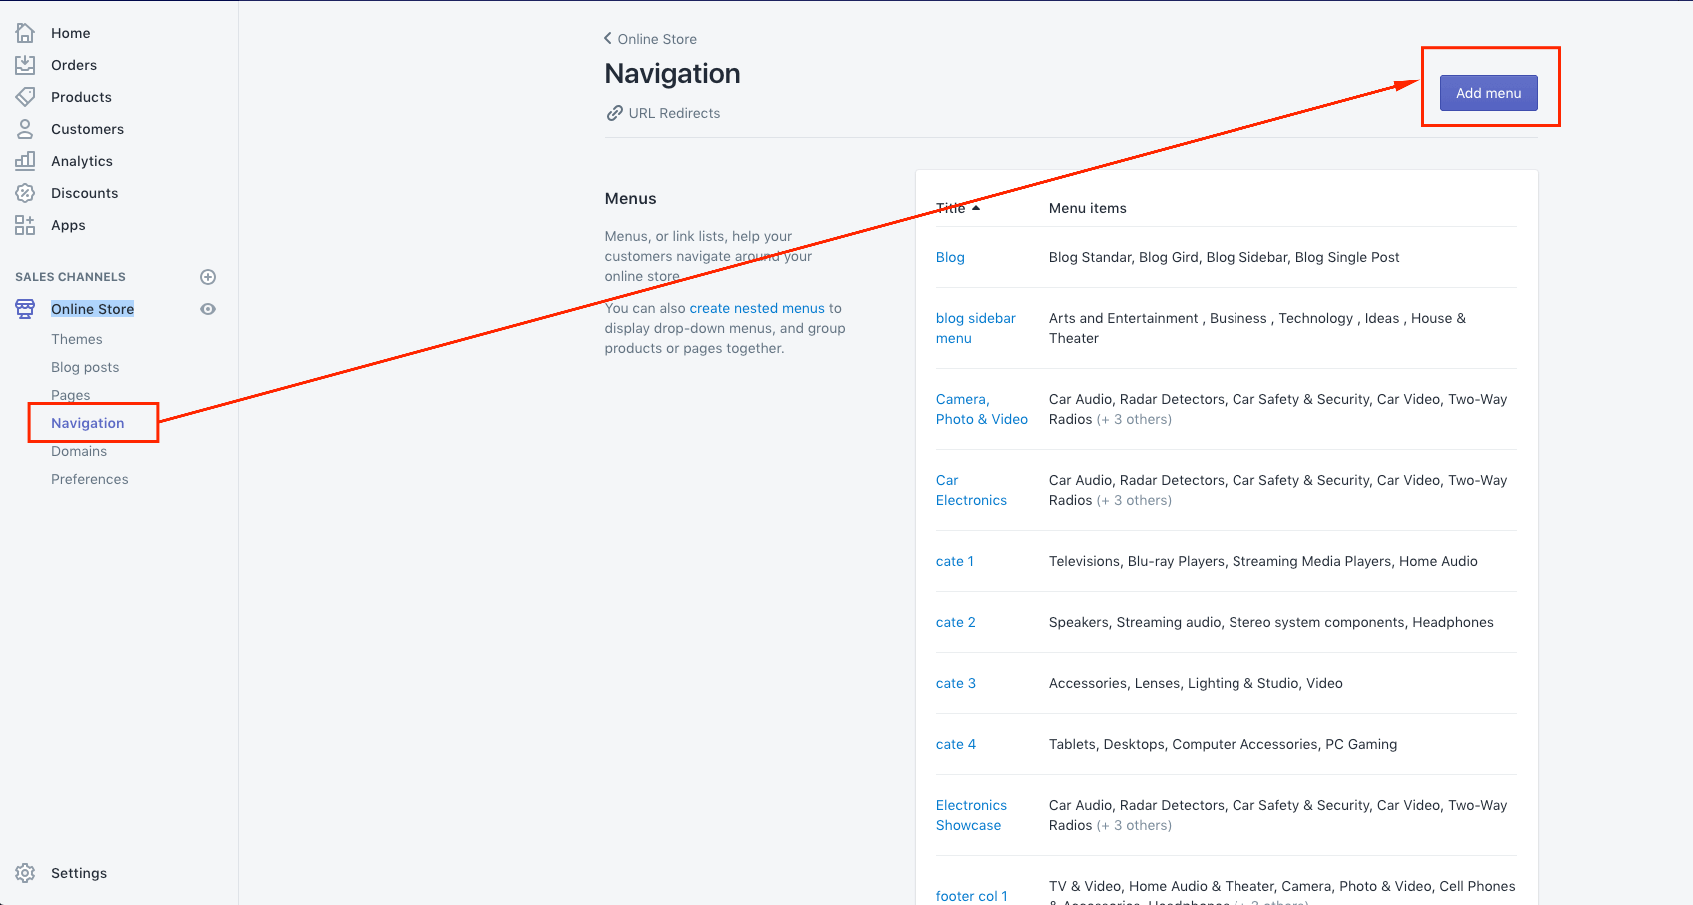 Home
Orders
Products
Customers
Analytics
Discounts
Apps
SALES CHANNELS
Online Store
Themes
Blog posts
Pages
Navigation
Domains
Preferences
Settings
Online Store
Navigation
URL Redirects
Add menu
Menus
Menus, or link lists, help your
customers navigate around your
online store.
You can also create nested menus to
display drop-down menus, and group
products or pages together.
Title Menu items
Blog
Blog Standar, Blog Gird, Blog Sidebar, Blog Single Post
blog sidebar
menu
Arts and Entertainment , Business , Technology , Ideas , House &
Theater
Camera,
Photo & Video
Car Audio, Radar Detectors, Car Safety & Security, Car Video, Two-Way
Radios (+ 3 others)
Car
Electronics
Car Audio, Radar Detectors, Car Safety & Security, Car Video, Two-Way
Radios (+ 3 others)
cate 1
Televisions, Blu-ray Players, Streaming Media Players, Home Audio
cate 2
Speakers, Streaming audio, Stereo system components, Headphones
cate 3
Accessories, Lenses, Lighting & Studio, Video
cate 4
Tablets, Desktops, Computer Accessories, PC Gaming
Electronics
Showcase
Car Audio, Radar Detectors, Car Safety & Security, Car Video, Two-Way
Radios (+ 3 others)
footer col 1
TV & Video, Home Audio & Theater, Camera, Photo & Video, Cell Phones
& Accessories, Headphones